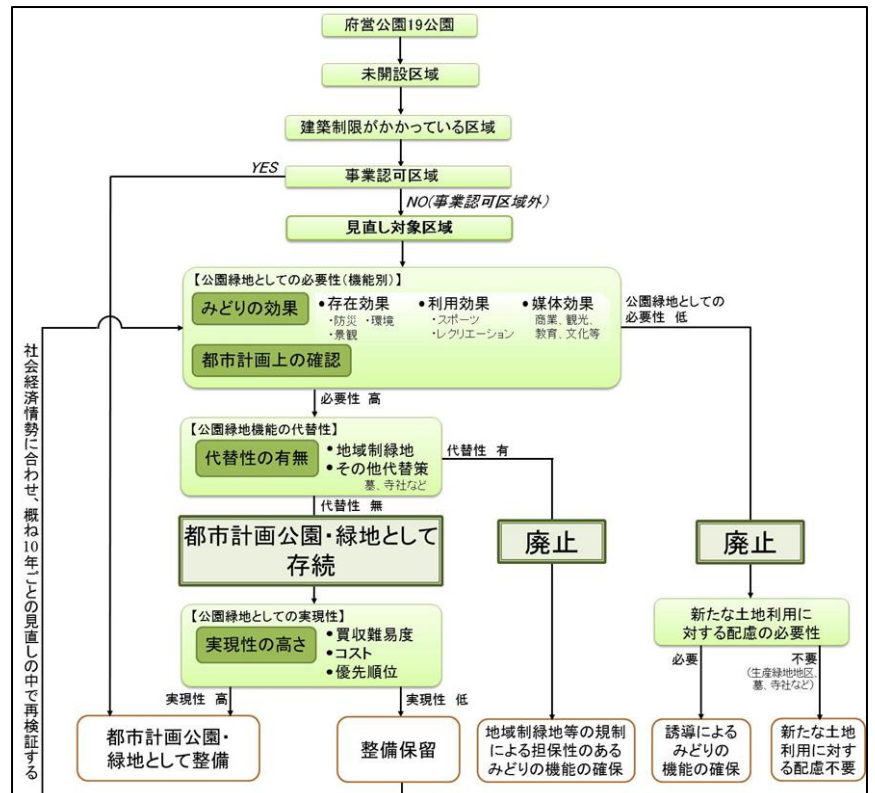 府営公園19公園
未開設区域
建築制限がかかっている区域
YES
事業認可区域
NO(事業認可区域外)
見直し対象区域
【公園緑地としての必要性(機能別)】
みどりの効果
•存在効果
・防災 ・環境
・景観
•利用効果
・スポーツ
・レクリエーション
•媒体効果
商業、観光、
教育、文化等
都市計画上の確認
公園緑地としての
必要性 低
必要性 高
【公園緑地機能の代替性】
代替性の有無
•地域制緑地
•その他代替策
墓、寺社など
代替性 有
代替性 無
都市計画公園・緑地として
存続
廃止
廃止
【公園緑地としての実現性】
実現性の高さ
•買収難易度
•コスト
•優先順位
新たな土地利用に
対する配慮の必要性
必要
不要
(生産緑地地区、
墓、寺社など)
実現性 高
実現性 低
都市計画公園・
緑地として整備
整備保留
地域制緑地等の規制
による担保性のある
みどりの機能の確保
誘導による
みどりの
機能の確保
新たな土地
利用に対す
る配慮不要
社会経済情勢に合わせ、概ね10年ごとの見直しの中で再検証する